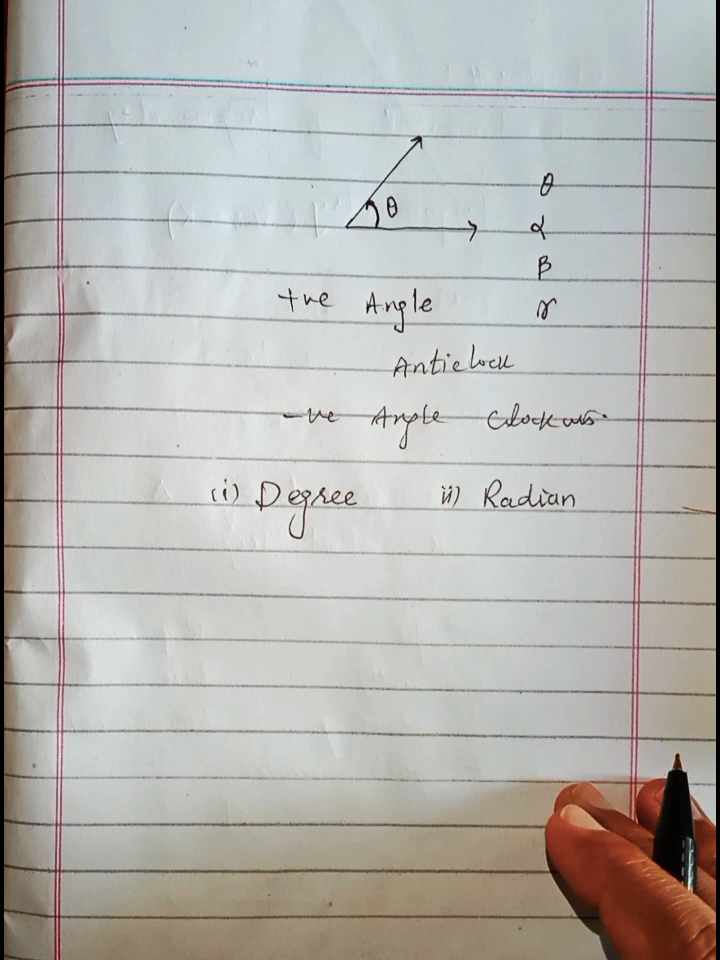 θ
θ
α
β
γ
+ve Angle
Anticlock
-ve Angle
(i) Degree ii) Radian